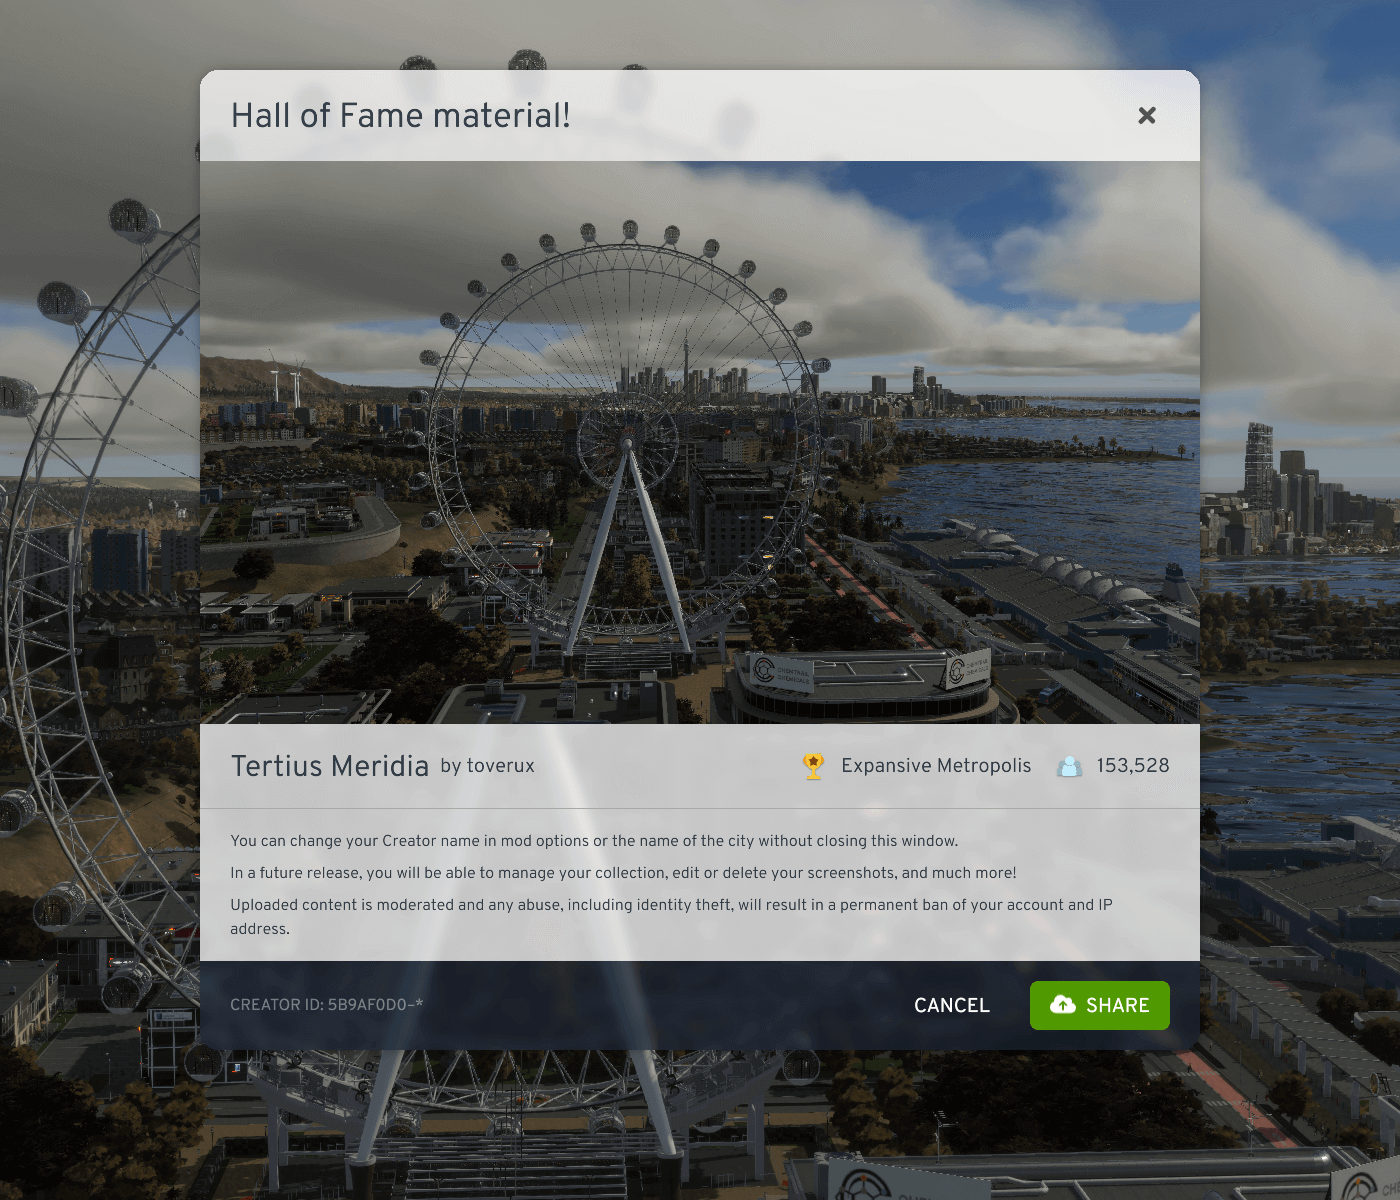 Hall of Fame material!
CHEMICALS
Tertius Meridia by toverux
Expansive Metropolis
153,528
You can change your Creator name in mod options or the name of the city without closing this window.
In a future release, you will be able to manage your collection, edit or delete your screenshots, and much more!
Uploaded content is moderated and any abuse, including identity theft, will result in a permanent ban of your account and IP
address.
CREATOR ID: 5B9AF0D0-*
CANCEL
SHARE